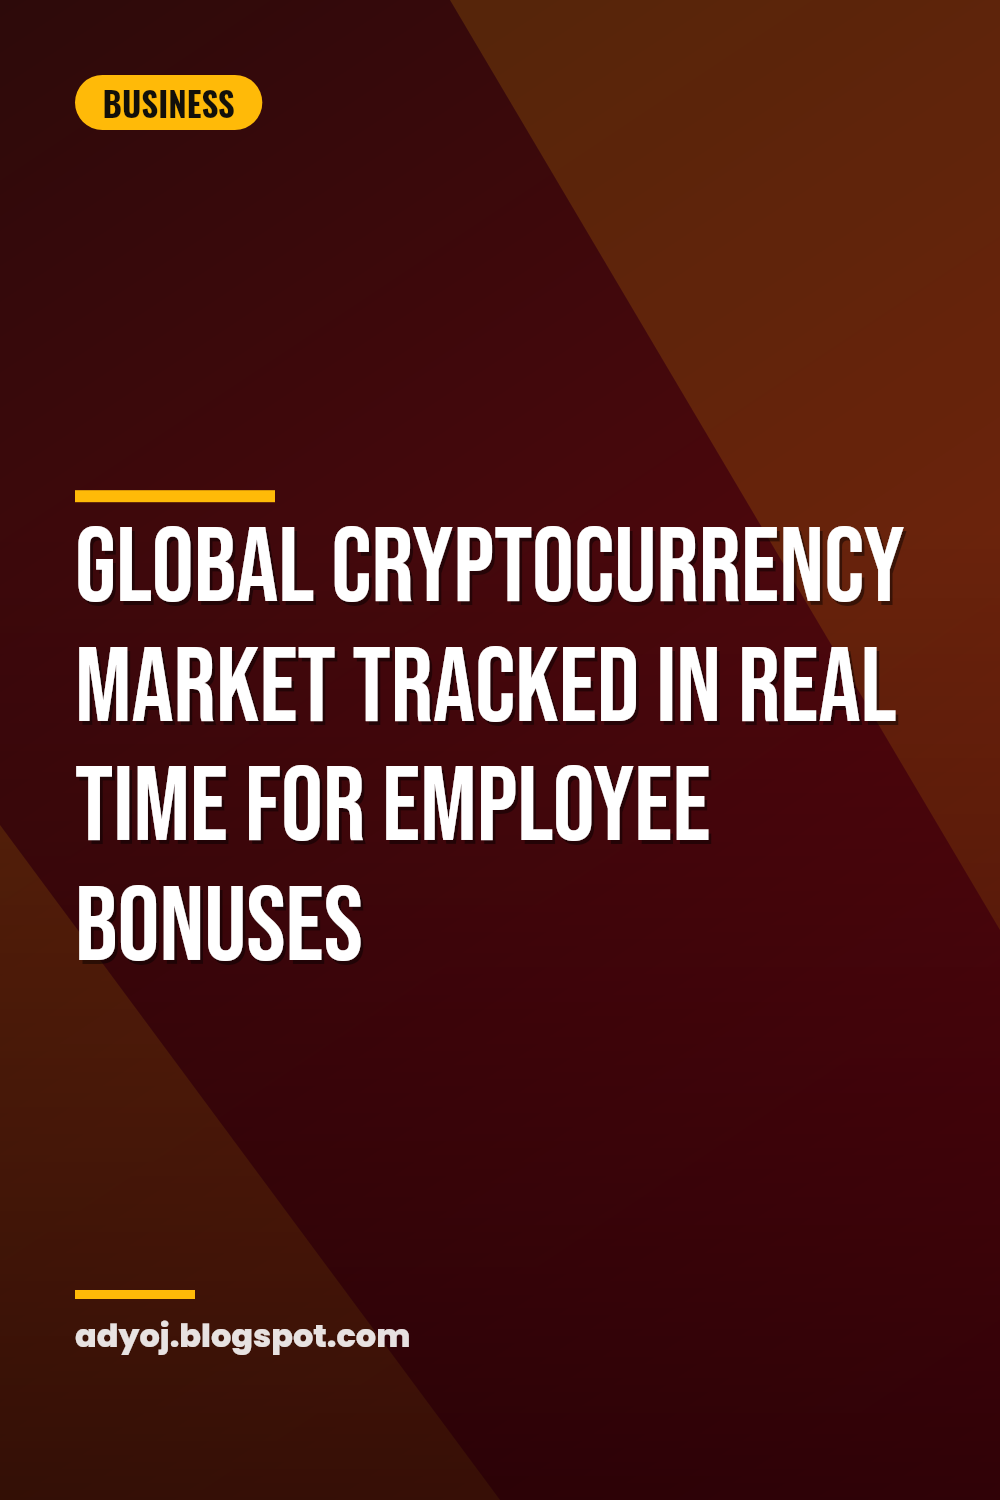 BUSINESS
GLOBAL CRYPTOCURRENCY
MARKET TRACKED IN REAL
TIME FOR EMPLOYEE
BONUSES
adyoj.blogspot.com